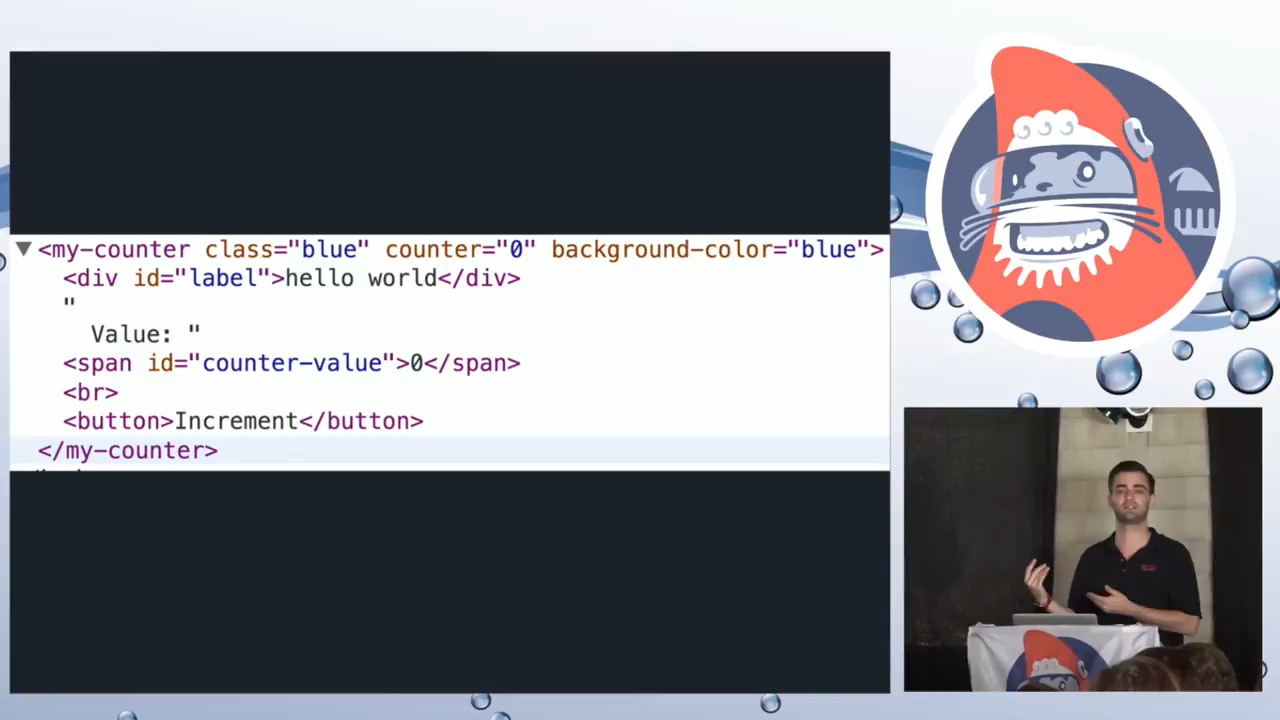 <my-counter class="blue" counter="0" background-color="blue">
<div id="label">hello world</div>
"
Value: "
<span id="counter-value">0</span>
<br>
<button>Increment</button>
</my-counter>